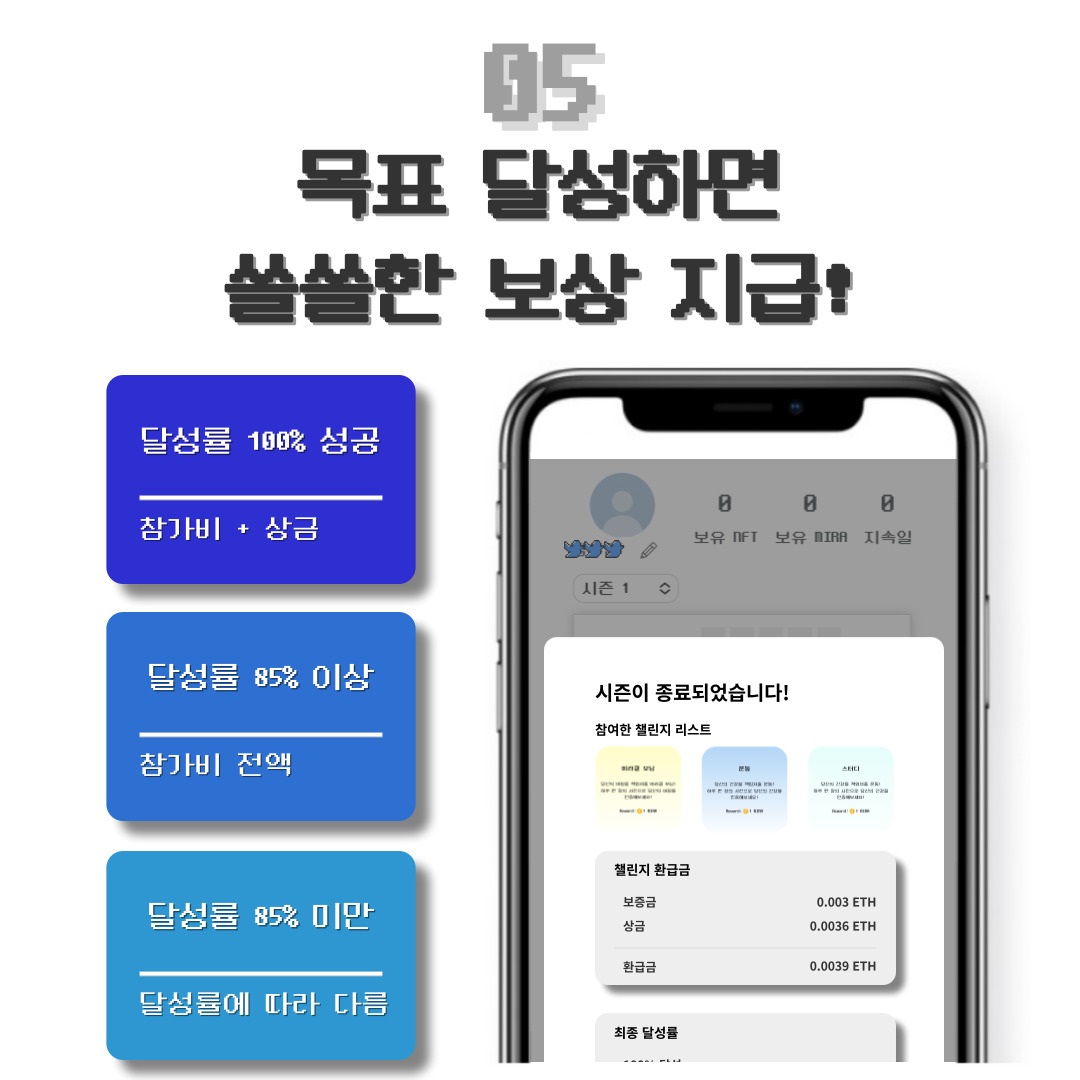 05
목표 달성하면
쏠쏠한 보상 지급!
달성률 100% 성공
참가비 + 상금
달성률 85% 이상
참가비 전액
달성률 85% 미만
달성률에 따라 다름
0 0 0
보유 NFT 보유 MIRA 지속일
시즌 1
시즌이 종료되었습니다!
참여한 챌린지 리스트
미라클 모닝 운동 스터디
챌린지 환급금
보증금 0.003 ETH
상금 0.0036 ETH
환급금 0.0039 ETH
최종 달성률